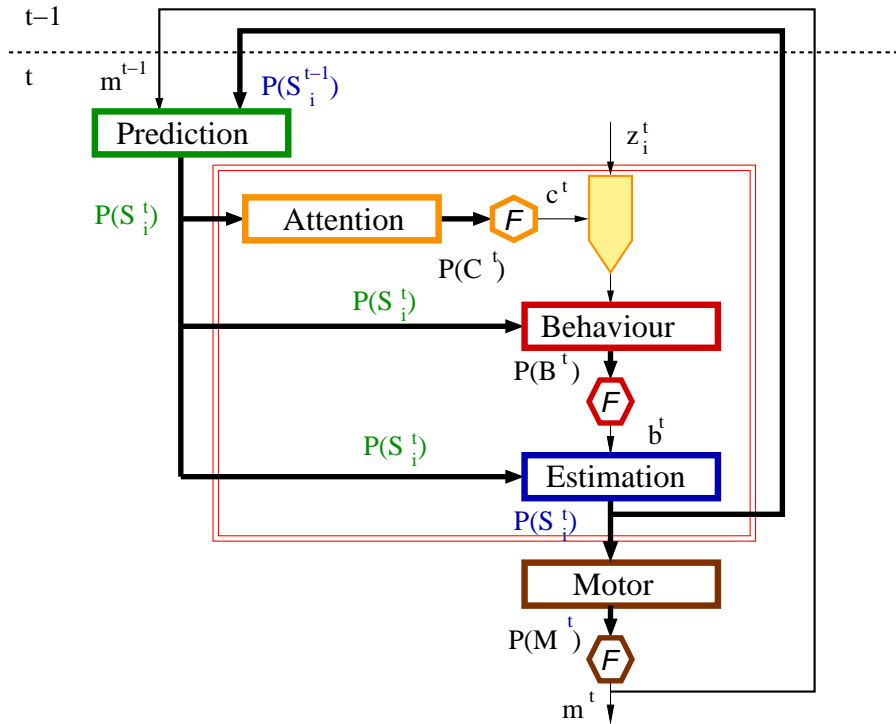 t−1
t
m^{t-1}
P(S_i^{t-1})
Prediction
z_i^t
P(S_i^t)
Attention
F
c^t
P(C^t)
P(S_i^t)
Behaviour
P(B^t)
F
b^t
P(S_i^t)
Estimation
P(S_i^t)
Motor
P(M^t)
F
m^t